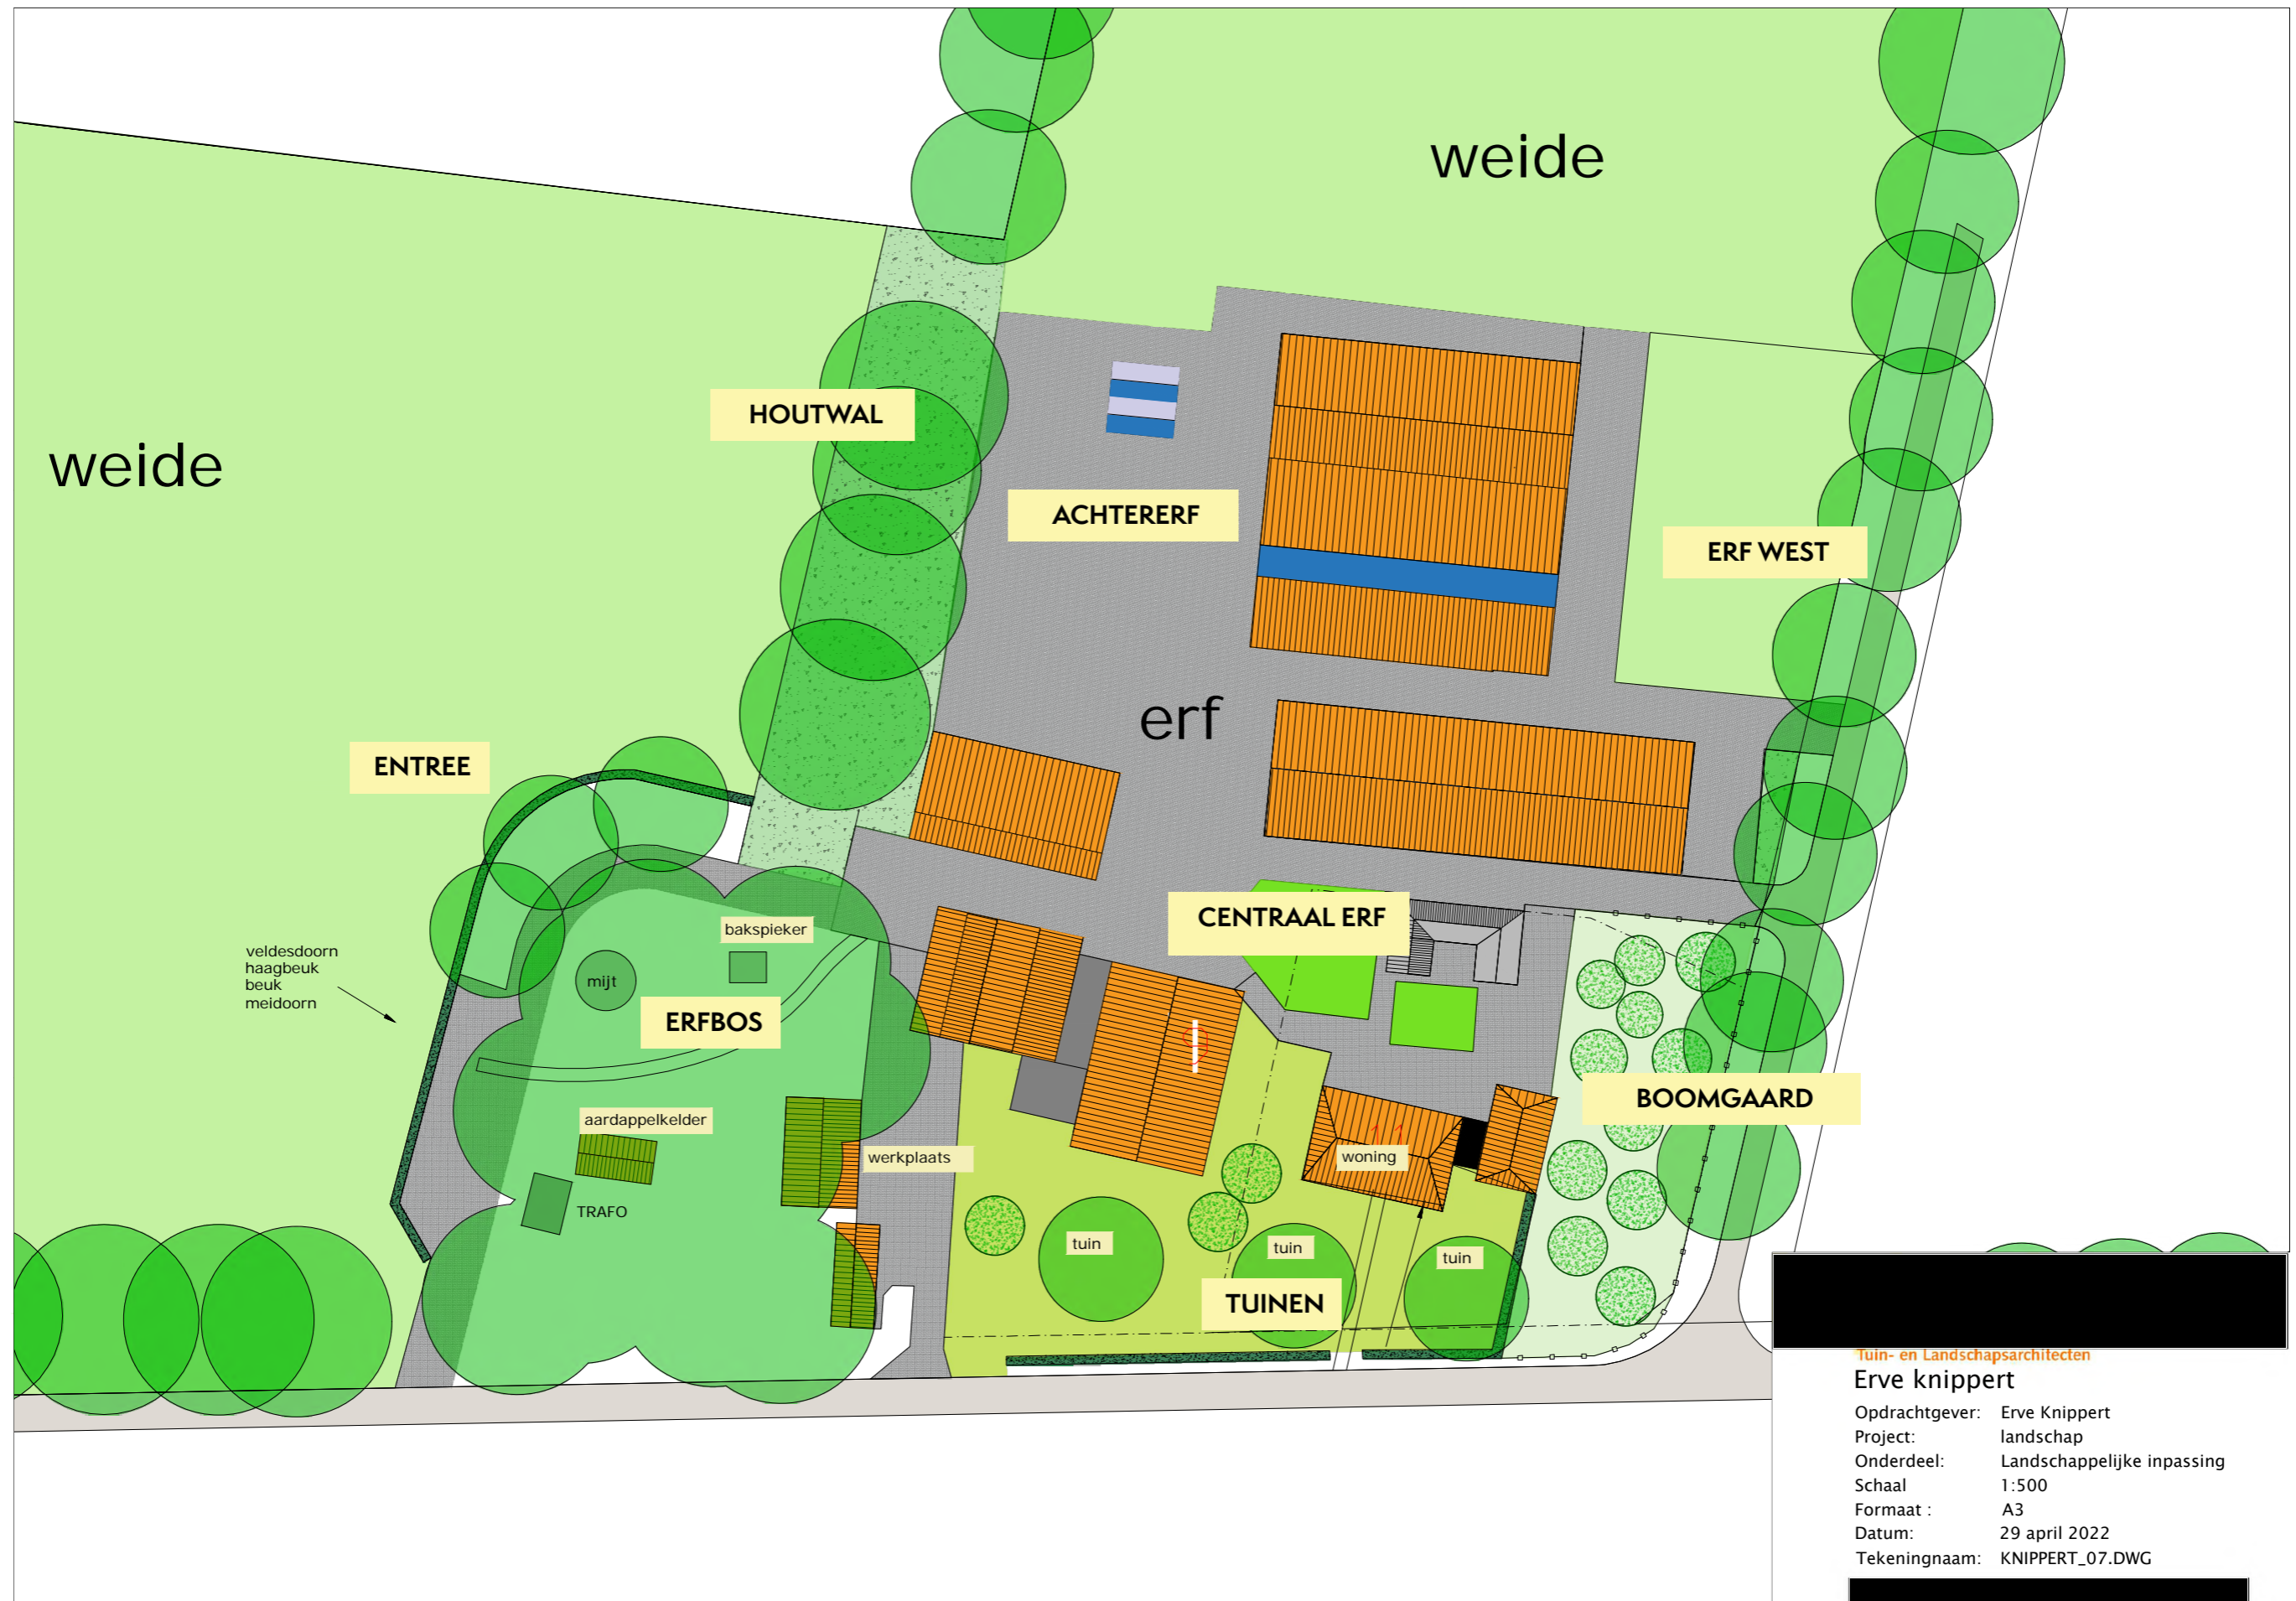 weide
weide
HOUTWAL
ACHTERERF
ERF WEST
erf
ENTREE
CENTRAAL ERF
bakspieker
veldesdoorn
haagbeuk
beuk
meidoorn
mijt
ERFBOS
9
BOOMGAARD
aardappelkelder
werkplaats
11
woning
TRAFO
tuin
tuin
tuin
TUINEN
Tuin- en Landschapsarchitecten
Erve knippert
Opdrachtgever: Erve Knippert
Project: landschap
Onderdeel: Landschappelijke inpassing
Schaal 1:500
Formaat : A3
Datum: 29 april 2022
Tekeningnaam: KNIPPERT_07.DWG